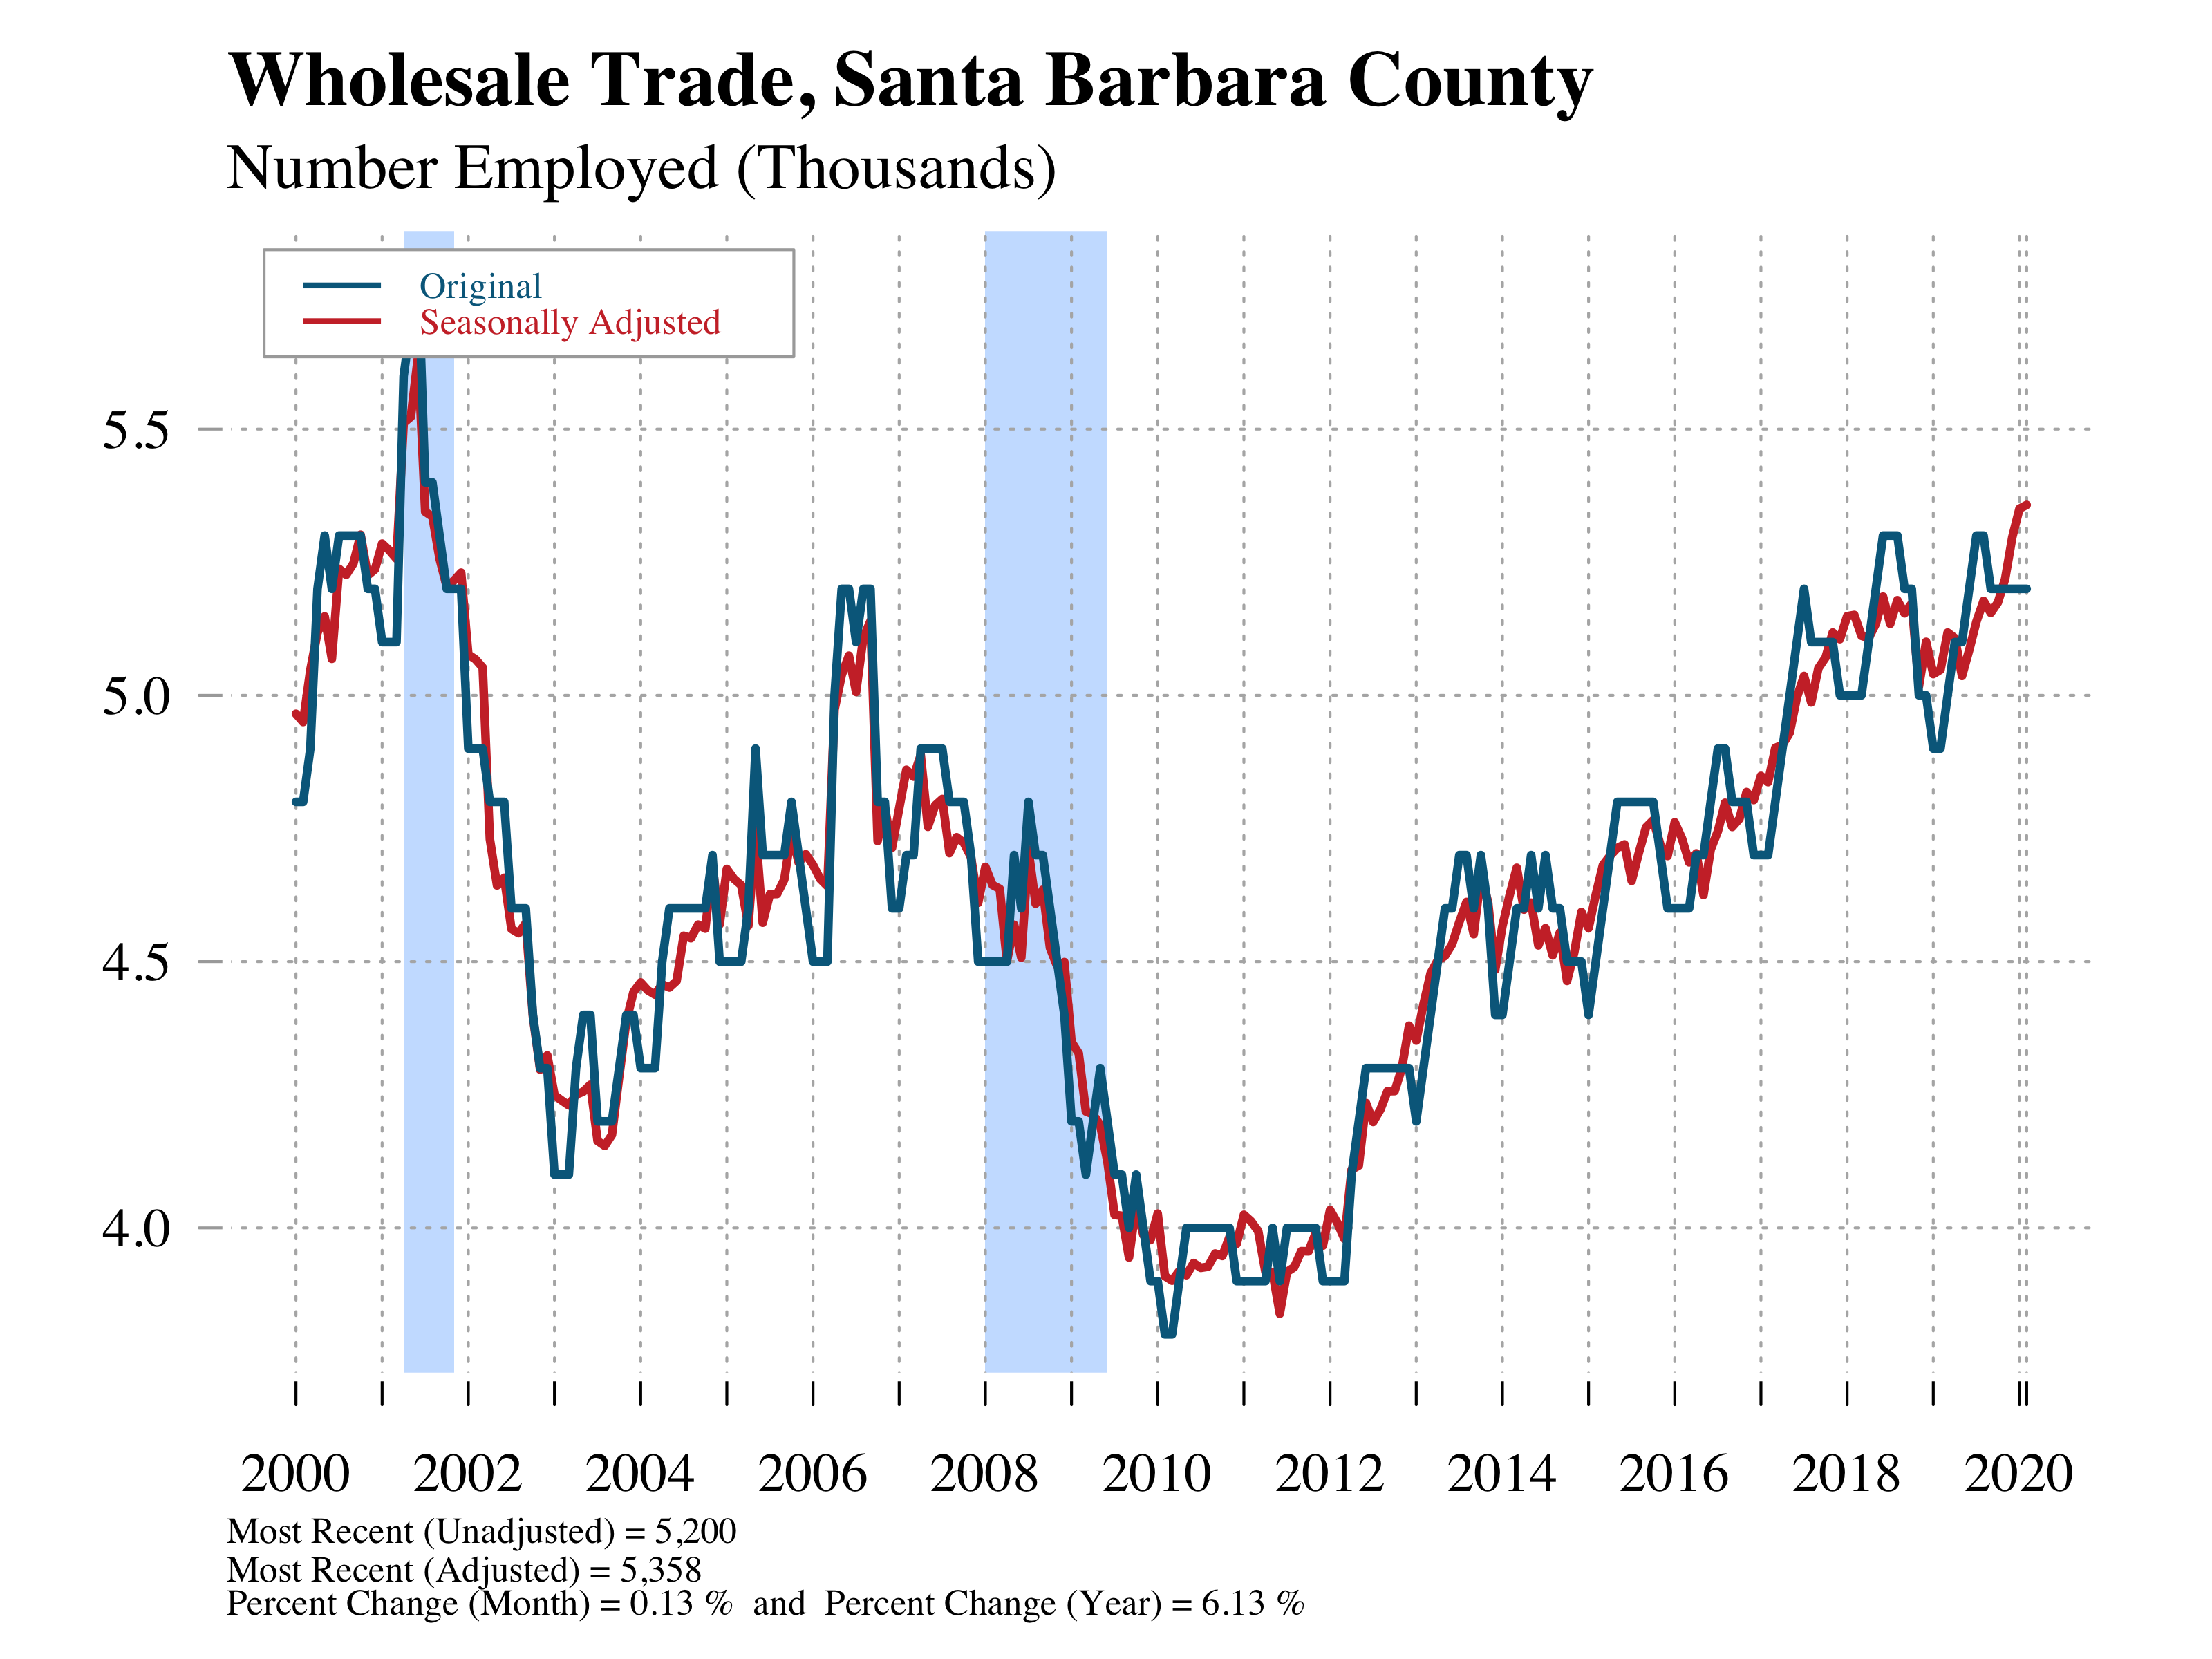 Wholesale Trade, Santa Barbara County
Number Employed (Thousands)
Original
Seasonally Adjusted
5.5
5.0
4.5
4.0
2000 2002 2004 2006 2008 2010 2012 2014 2016 2018 2020
Most Recent (Unadjusted) = 5,200
Most Recent (Adjusted) = 5,358
Percent Change (Month) = 0.13 % and Percent Change (Year) = 6.13 %